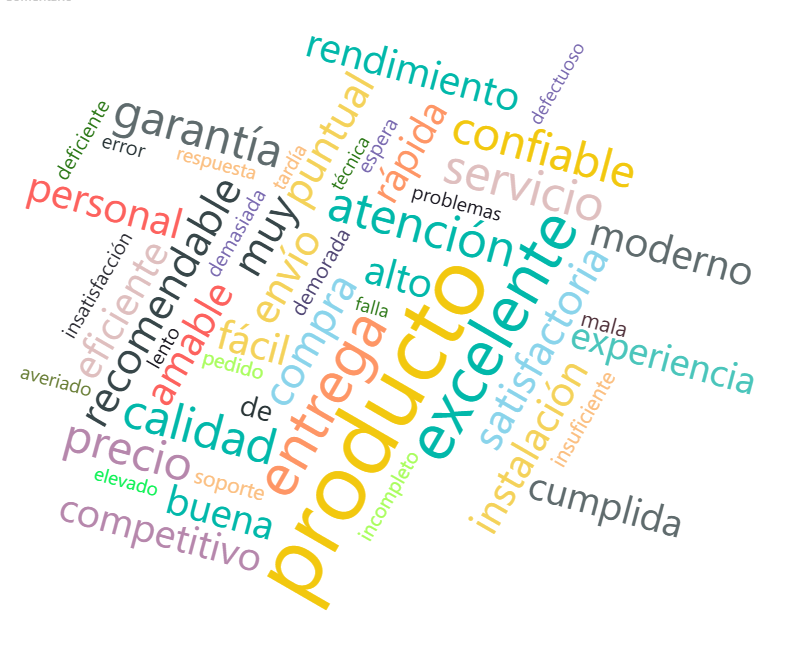 rendimiento
defectuoso
garantía
deficiente
error
respuesta
tardía
puntual
técnica
espera
rápida
confiable
servicio
personal
recomendable
demasiada
muy
atención
problemas
moderno
insatisfacción
eficiente
envío
demorada
alto
excelente
satisfactoria
amable
lento
fácil
compra
falla
producto
mala
experiencia
averiado
pedido
entrega
instalación
insuficiente
calidad
de
precio
elevado
soporte
buena
incompleto
cumplida
competitivo